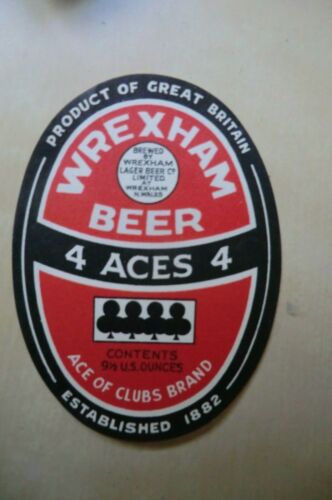 PRODUCT OF GREAT BRITAIN
WREXHAM
BREWED
BY
WREXHAM
LAGER BEER Co
LIMITED
AT
WREXHAM
N. WALES
BEER
4 ACES 4
CONTENTS
9½ U.S. OUNCES
ACE OF CLUBS BRAND
ESTABLISHED 1882